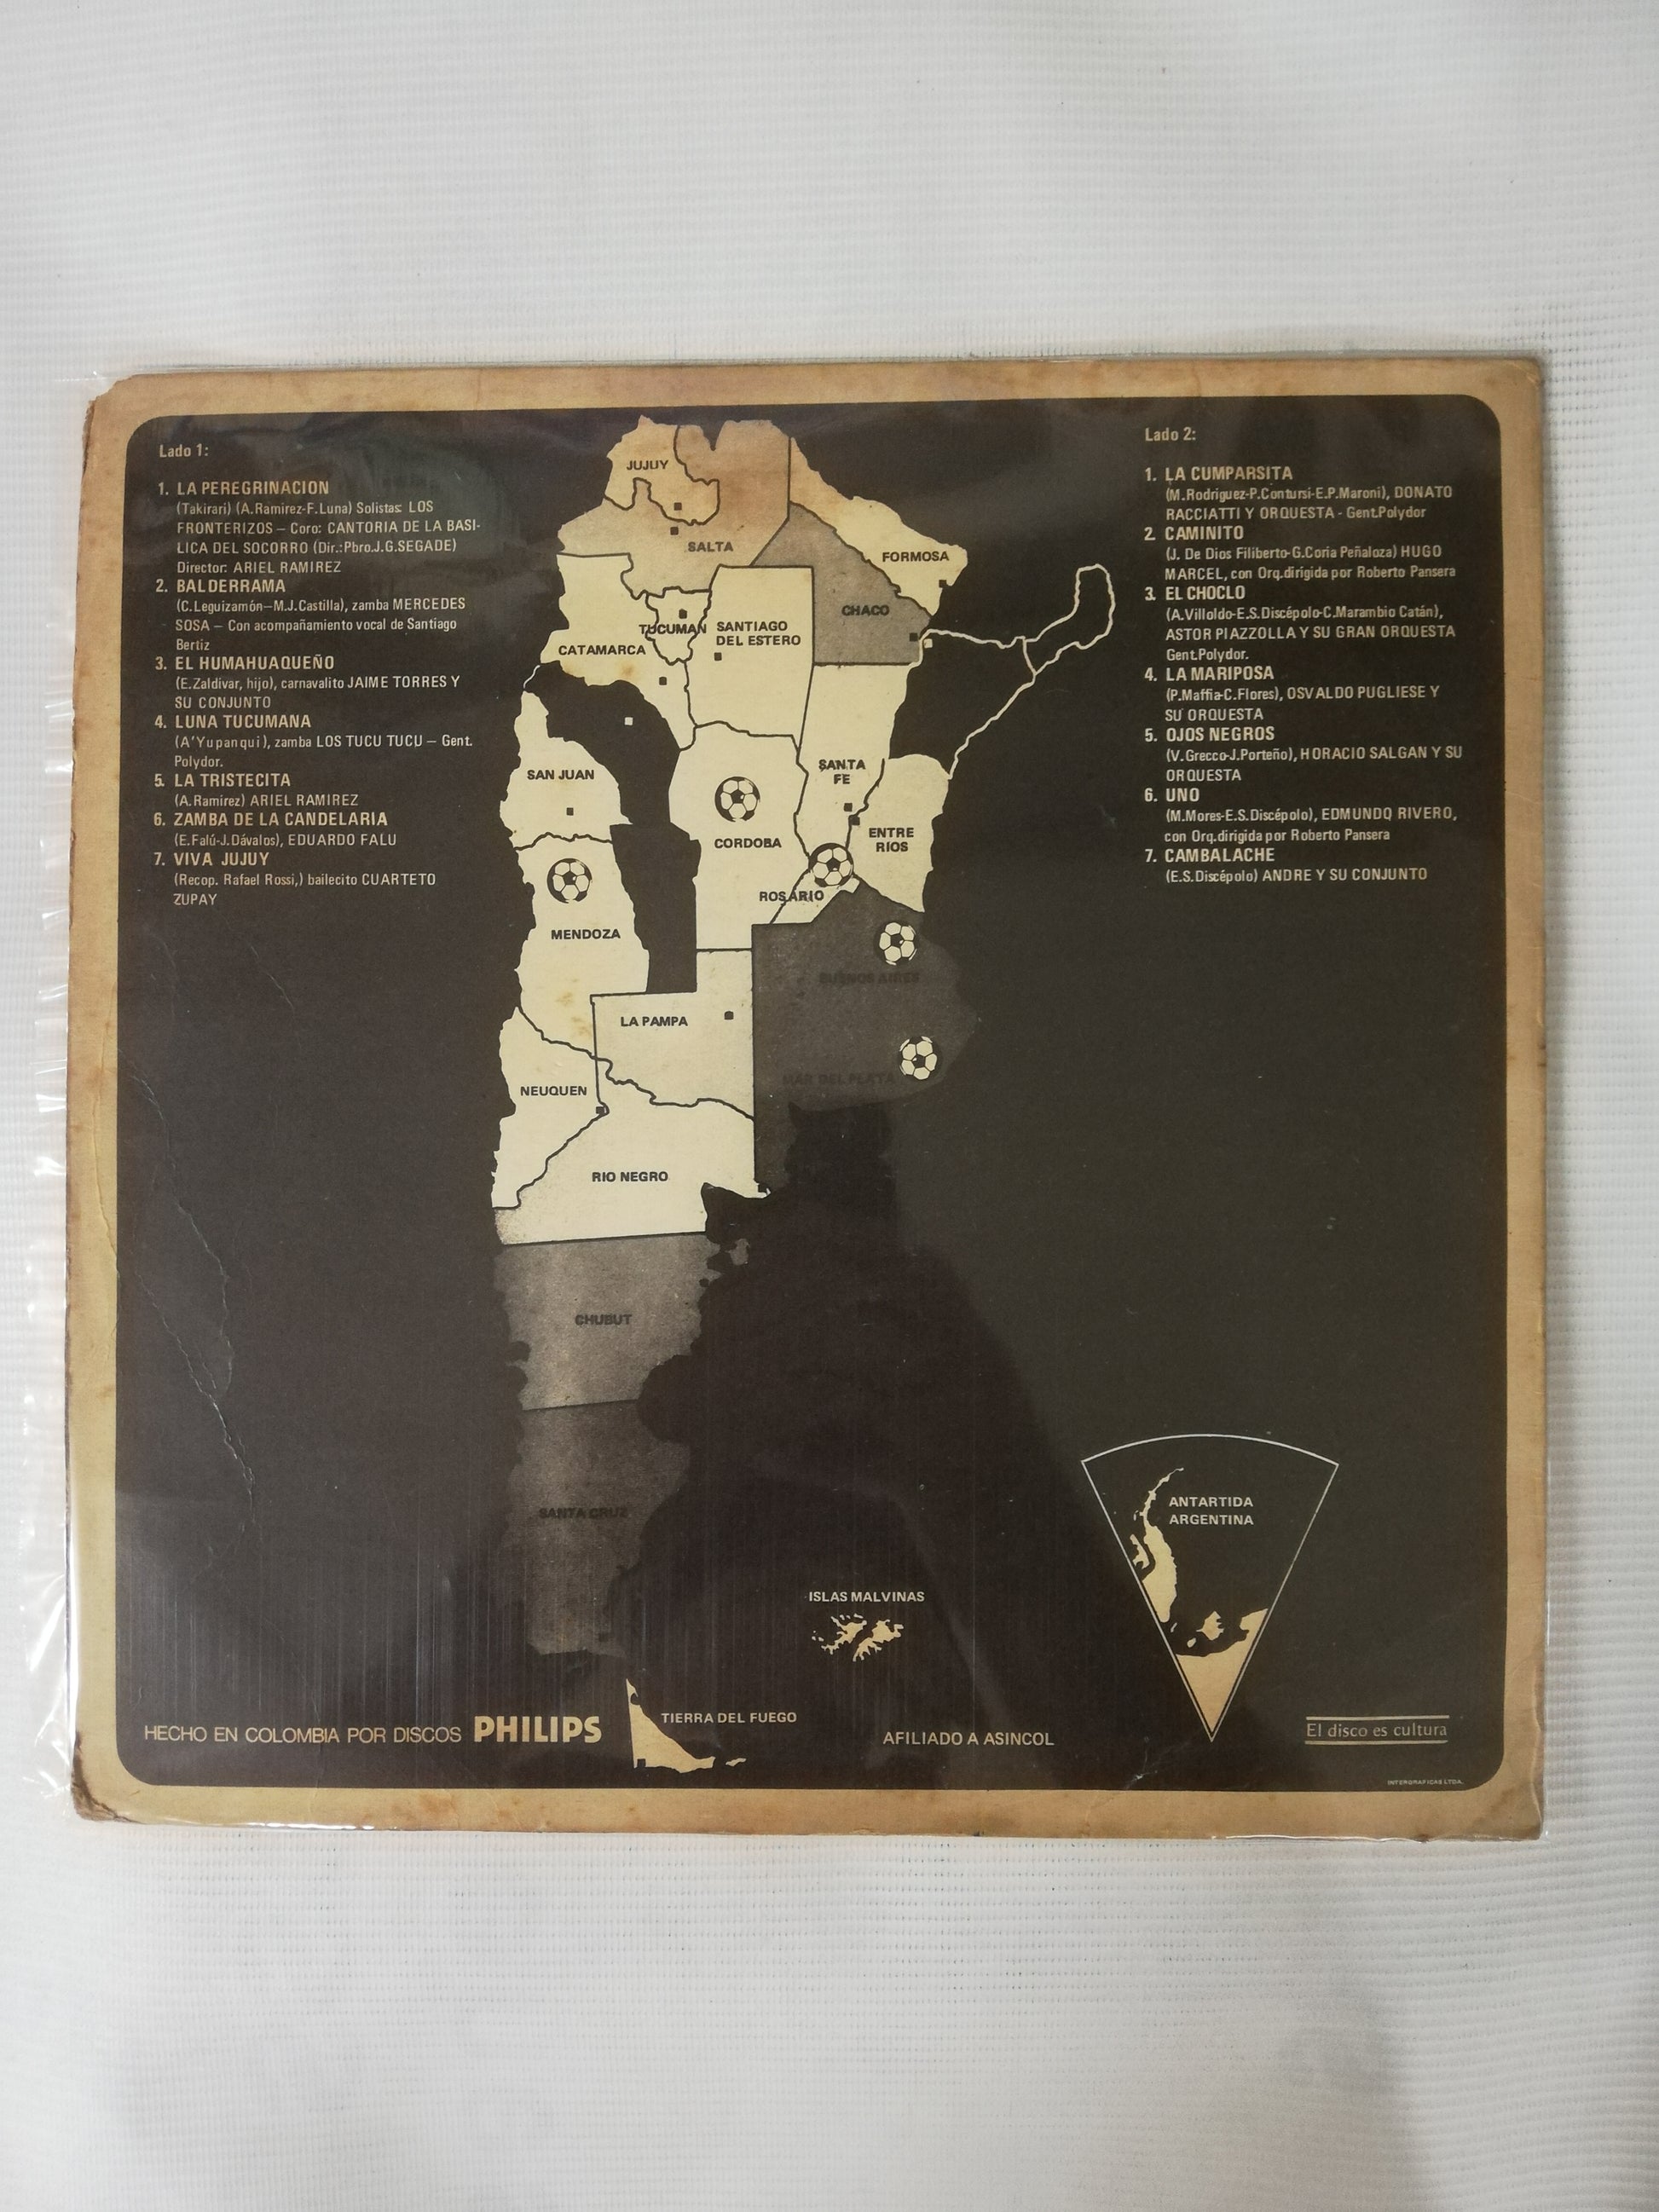 Lado 1:
1. LA PEREGRINACION
(Takirari) (A.Ramirez-F.Luna) Solistas: LOS
FRONTERIZOS – Coro: CANTORIA DE LA BASI-
LICA DEL SOCORRO (Dir.:Pbro.J.G.SEGADE)
Director: ARIEL RAMIREZ
2. BALDERRAMA
(C.Leguizamón–M.J.Castilla), zamba MERCEDES
SOSA – Con acompañamiento vocal de Santiago
Bertiz
3. EL HUMAHUAQUEÑO
(E.Zaldívar, hijo), carnavalito JAIME TORRES Y
SU CONJUNTO
4. LUNA TUCUMANA
(A'Yupanqui), zamba LOS TUCU TUCU – Gent.
Polydor.
5. LA TRISTECITA
(A.Ramirez) ARIEL RAMIREZ
6. ZAMBA DE LA CANDELARIA
(E.Falú-J.Dávalos), EDUARDO FALU
7. VIVA JUJUY
(Recop. Rafael Rossi,) bailecito CUARTETO
ZUPAY
Lado 2:
1. LA CUMPARSITA
(M.Rodriguez-P.Contursi-E.P.Maroni), DONATO
RACCIATTI Y ORQUESTA - Gent.Polydor
2. CAMINITO
(J. De Dios Filiberto-G.Coria Peñaloza) HUGO
MARCEL, con Orq.dirigida por Roberto Pansera
3. EL CHOCLO
(A.Villoldo-E.S.Discépolo-C.Marambio Catán),
ASTOR PIAZZOLLA Y SU GRAN ORQUESTA
Gent.Polydor.
4. LA MARIPOSA
(P.Maffia-C.Flores), OSVALDO PUGLIESE Y
SU ORQUESTA
5. OJOS NEGROS
(V.Grecco-J.Porteño), HORACIO SALGAN Y SU
ORQUESTA
6. UNO
(M.Mores-E.S.Discépolo), EDMUNDO RIVERO,
con Orq.dirigida por Roberto Pansera
7. CAMBALACHE
(E.S.Discépolo) ANDRE Y SU CONJUNTO
JUJUY
SALTA
FORMOSA
CHACO
TUCUMAN
SANTIAGO
DEL ESTERO
CATAMARCA
SAN JUAN
SANTA
FE
CORDOBA
ENTRE
RIOS
ROSARIO
MENDOZA
BUENOS AIRES
LA PAMPA
MAR DEL PLATA
NEUQUEN
RIO NEGRO
CHUBUT
SANTA CRUZ
ANTARTIDA
ARGENTINA
ISLAS MALVINAS
TIERRA DEL FUEGO
HECHO EN COLOMBIA POR DISCOS PHILIPS
AFILIADO A ASINCOL
El disco es cultura
INTERGRAFICAS LTDA.